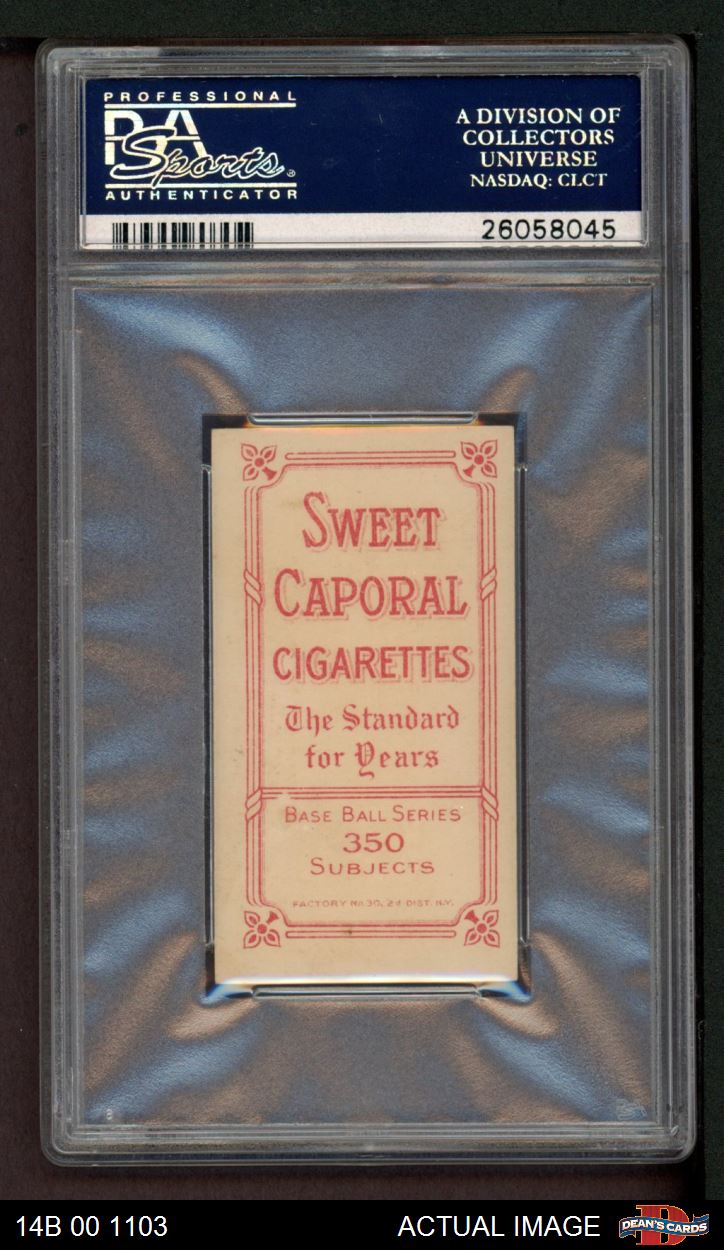 PROFESSIONAL
PSA
Sports
AUTHENTICATOR
A DIVISION OF
COLLECTORS
UNIVERSE
NASDAQ: CLCT
26058045
SWEET
CAPORAL
CIGARETTES
The Standard
for Years
BASE BALL SERIES
350
SUBJECTS
FACTORY No. 30, 2d DIST. N.Y.
14B 00 1103
ACTUAL IMAGE
DEAN'S CARDS